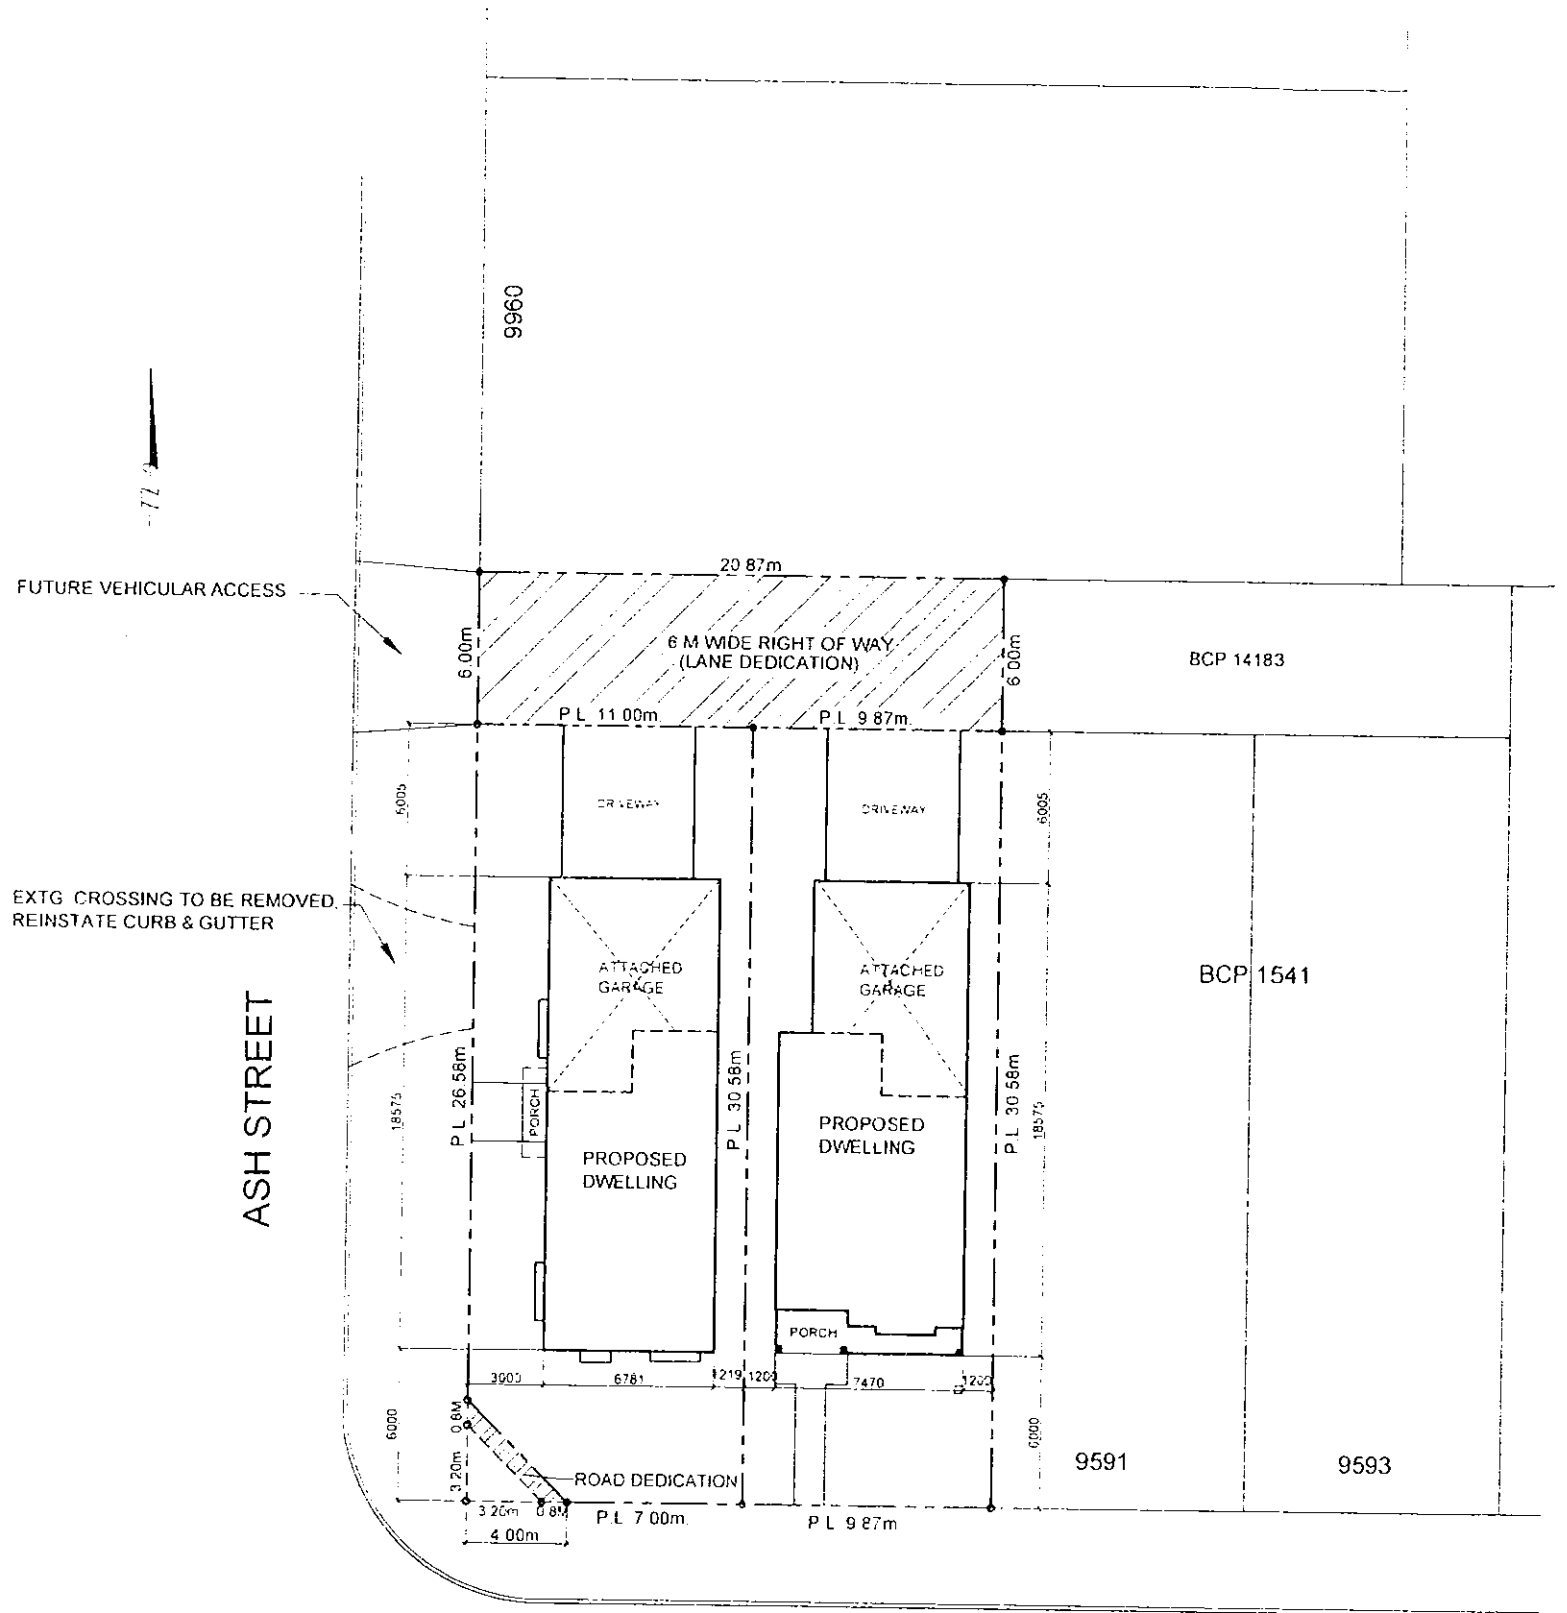 9960
FUTURE VEHICULAR ACCESS
20.87m
6.00m
6 M WIDE RIGHT OF WAY
(LANE DEDICATION)
6.00m
BCP 14183
P.L. 11.00m.
P.L. 9.87m.
6005
DRIVEWAY
DRIVEWAY
6005
EXTG. CROSSING TO BE REMOVED.
REINSTATE CURB & GUTTER
ATTACHED
GARAGE
ATTACHED
GARAGE
BCP 1541
ASH STREET
18575
P.L. 26.58m
PORCH
PROPOSED
DWELLING
P.L. 30.58m
PROPOSED
DWELLING
P.L. 30.58m
18575
PORCH
3900
6781
1219
1200
7470
1200
6000
0.8M
3.20m
ROAD DEDICATION
6000
9591
9593
3.20m
0.8M
P.L. 7.00m.
P.L. 9.87m
4.00m